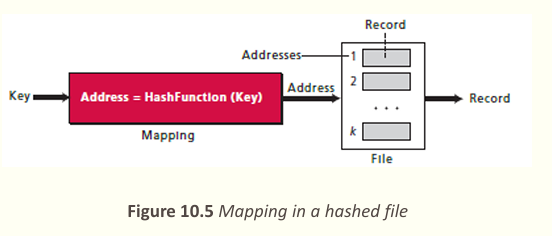 Record
Addresses
1
Key
Address = HashFunction (Key)
Address
2
Record
...
Mapping
k
File
Figure 10.5 Mapping in a hashed file